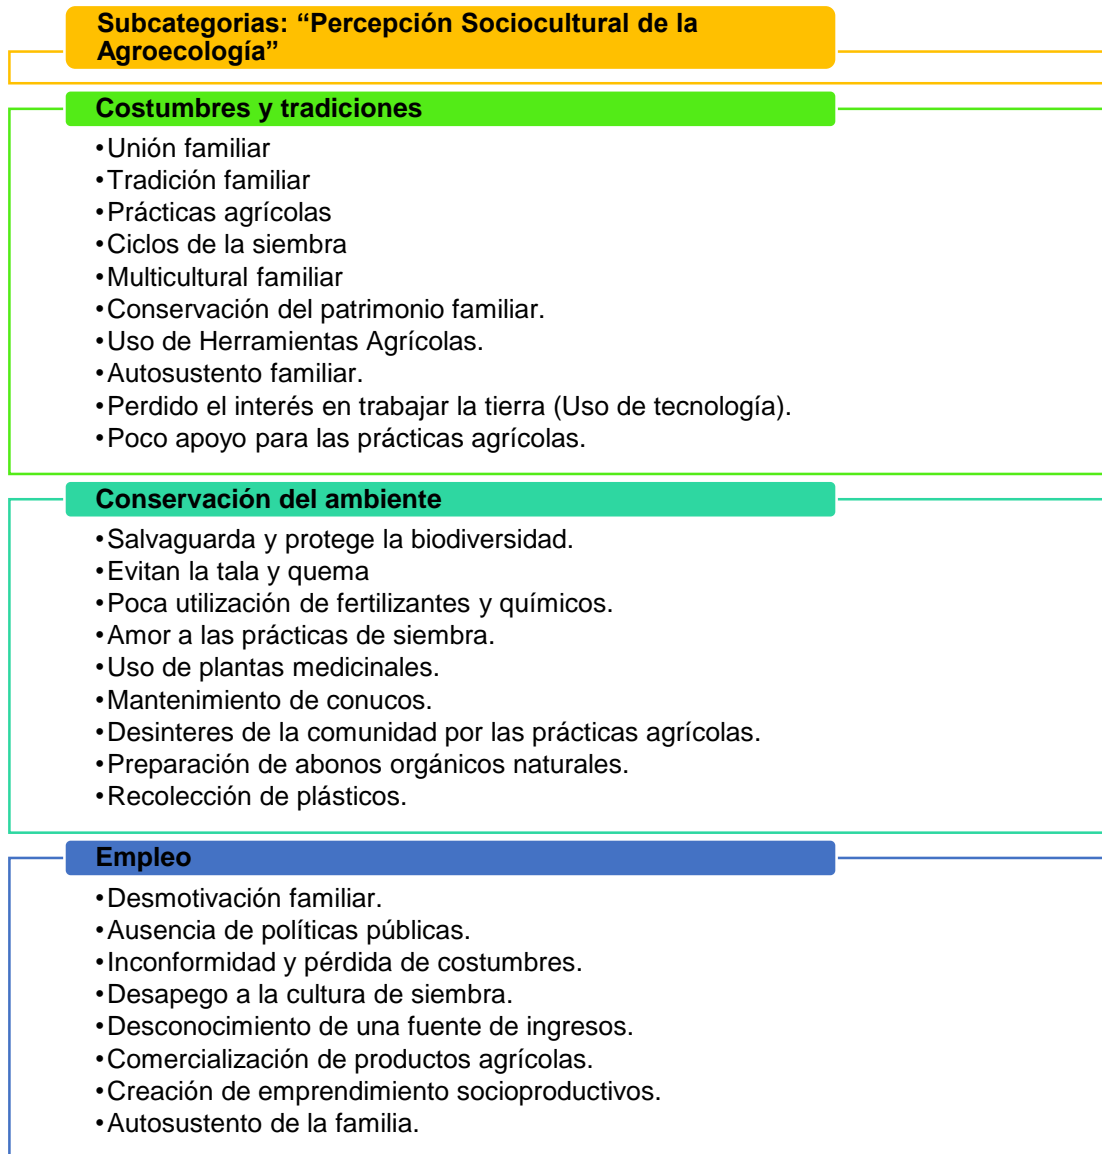 Subcategorias: “Percepción Sociocultural de la
Agroecología”
Costumbres y tradiciones
•Unión familiar
•Tradición familiar
•Prácticas agrícolas
•Ciclos de la siembra
•Multicultural familiar
•Conservación del patrimonio familiar.
•Uso de Herramientas Agrícolas.
•Autosustento familiar.
•Perdido el interés en trabajar la tierra (Uso de tecnología).
•Poco apoyo para las prácticas agrícolas.
Conservación del ambiente
•Salvaguarda y protege la biodiversidad.
•Evitan la tala y quema
•Poca utilización de fertilizantes y químicos.
•Amor a las prácticas de siembra.
•Uso de plantas medicinales.
•Mantenimiento de conucos.
•Desinteres de la comunidad por las prácticas agrícolas.
•Preparación de abonos orgánicos naturales.
•Recolección de plásticos.
Empleo
•Desmotivación familiar.
•Ausencia de políticas públicas.
•Inconformidad y pérdida de costumbres.
•Desapego a la cultura de siembra.
•Desconocimiento de una fuente de ingresos.
•Comercialización de productos agrícolas.
•Creación de emprendimiento socioproductivos.
•Autosustento de la familia.